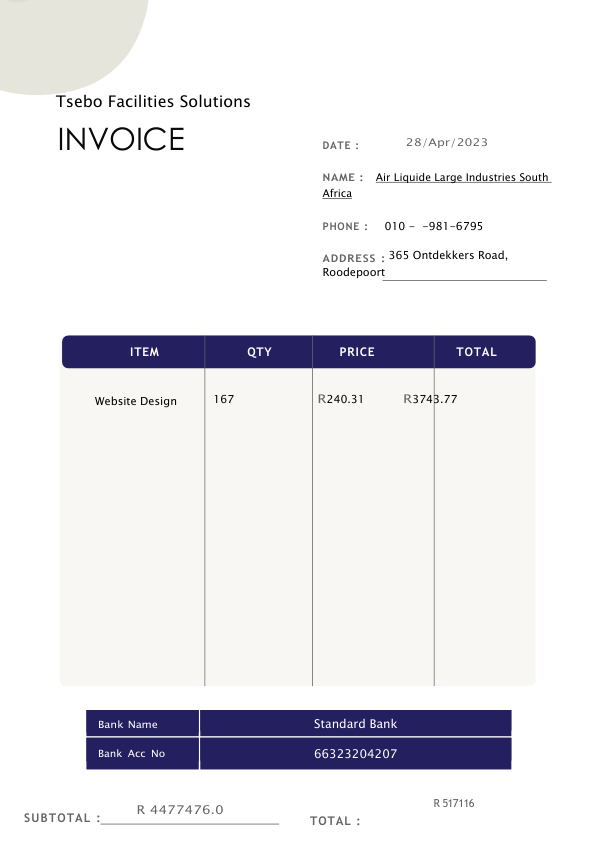 Tsebo Facilities Solutions
INVOICE
DATE : 28/Apr/2023
NAME : Air Liquide Large Industries South
Africa
PHONE : 010 - -981-6795
ADDRESS : 365 Ontdekkers Road,
Roodepoort
ITEM QTY PRICE TOTAL
Website Design 167 R240.31 R3743.77
Bank Name Standard Bank
Bank Acc No 66323204207
SUBTOTAL : R 4477476.0 TOTAL : R 517116